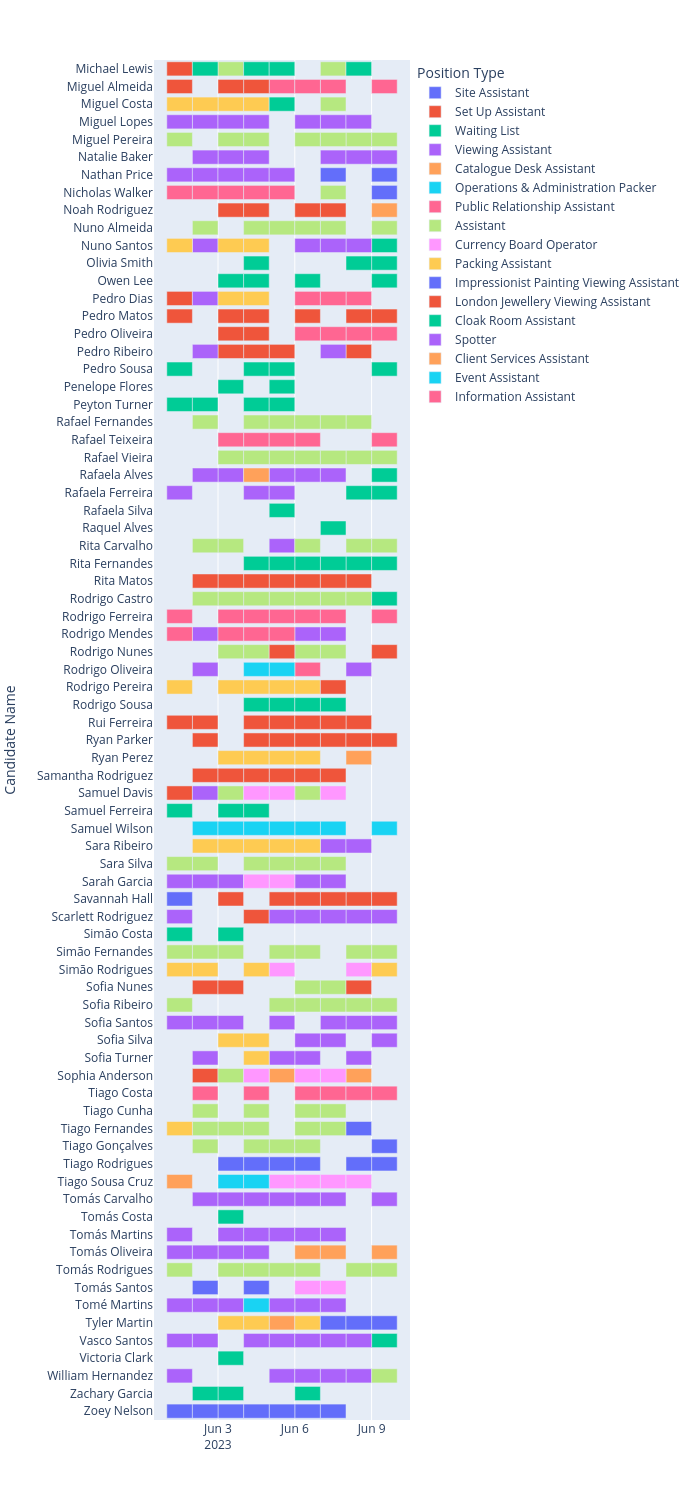 Michael Lewis
Miguel Almeida
Miguel Costa
Miguel Lopes
Miguel Pereira
Natalie Baker
Nathan Price
Nicholas Walker
Noah Rodriguez
Nuno Almeida
Nuno Santos
Olivia Smith
Owen Lee
Pedro Dias
Pedro Matos
Pedro Oliveira
Pedro Ribeiro
Pedro Sousa
Penelope Flores
Peyton Turner
Rafael Fernandes
Rafael Teixeira
Rafael Vieira
Rafaela Alves
Rafaela Ferreira
Rafaela Silva
Raquel Alves
Rita Carvalho
Rita Fernandes
Rita Matos
Rodrigo Castro
Rodrigo Ferreira
Rodrigo Mendes
Rodrigo Nunes
Rodrigo Oliveira
Rodrigo Pereira
Rodrigo Sousa
Rui Ferreira
Ryan Parker
Ryan Perez
Samantha Rodriguez
Samuel Davis
Samuel Ferreira
Samuel Wilson
Sara Ribeiro
Sara Silva
Sarah Garcia
Savannah Hall
Scarlett Rodriguez
Simão Costa
Simão Fernandes
Simão Rodrigues
Sofia Nunes
Sofia Ribeiro
Sofia Santos
Sofia Silva
Sofia Turner
Sophia Anderson
Tiago Costa
Tiago Cunha
Tiago Fernandes
Tiago Gonçalves
Tiago Rodrigues
Tiago Sousa Cruz
Tomás Carvalho
Tomás Costa
Tomás Martins
Tomás Oliveira
Tomás Rodrigues
Tomás Santos
Tomé Martins
Tyler Martin
Vasco Santos
Victoria Clark
William Hernandez
Zachary Garcia
Zoey Nelson
Candidate Name
Jun 3
2023
Jun 6
Jun 9
Position Type
Site Assistant
Set Up Assistant
Waiting List
Viewing Assistant
Catalogue Desk Assistant
Operations & Administration Packer
Public Relationship Assistant
Assistant
Currency Board Operator
Packing Assistant
Impressionist Painting Viewing Assistant
London Jewellery Viewing Assistant
Cloak Room Assistant
Spotter
Client Services Assistant
Event Assistant
Information Assistant